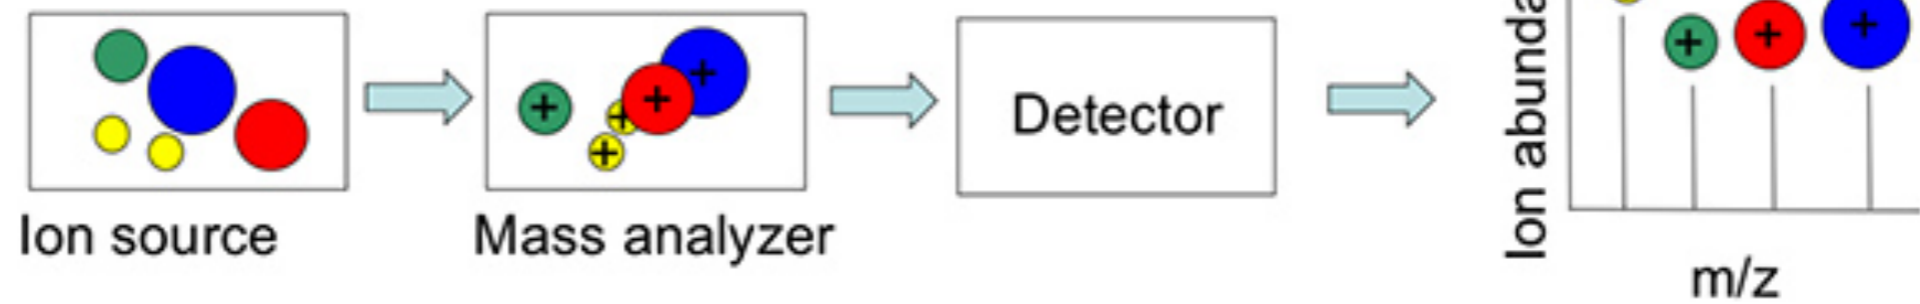 Ion source
Mass analyzer
Detector
Ion abunda
m/z